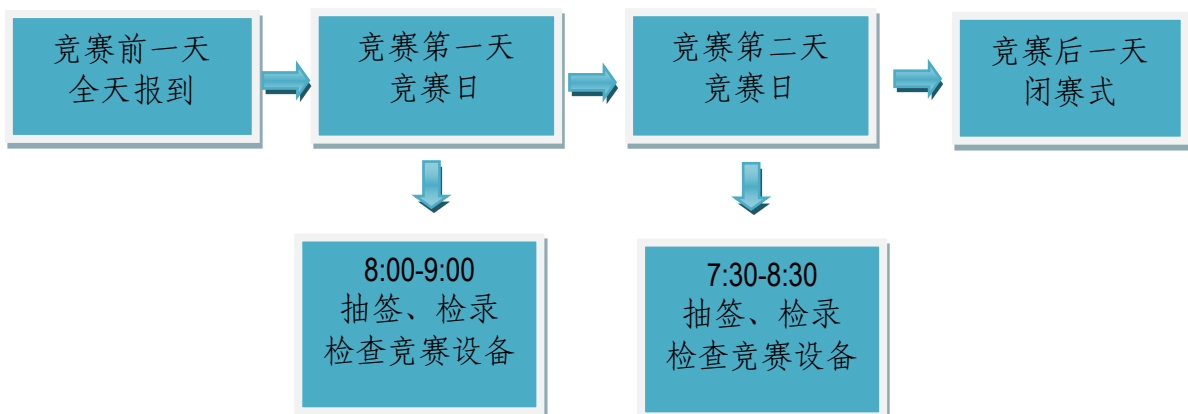 竞赛前一天
全天报到
竞赛第一天
竞赛日
竞赛第二天
竞赛日
竞赛后一天
闭赛式
8:00-9:00
抽签、检录
检查竞赛设备
7:30-8:30
抽签、检录
检查竞赛设备